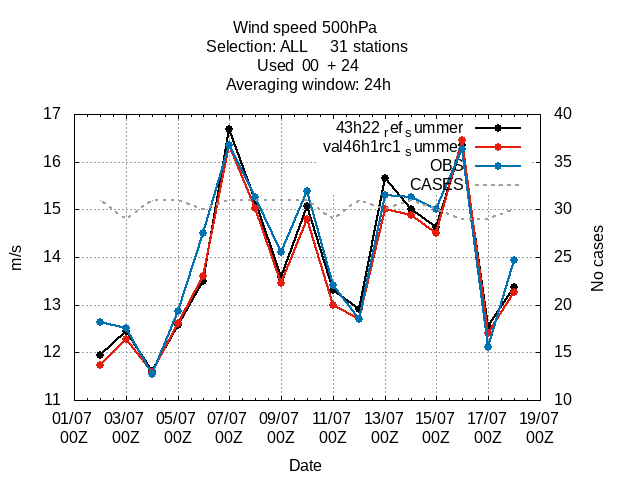 Wind speed 500hPa
Selection: ALL 31 stations
Used 00 + 24
Averaging window: 24h
17 40
43h22 refsummer
val46h1rc1 summer
16 35
OBS
CASES
15 30
14 25
m/s
No cases
13 20
12 15
11 10
01/07 03/07 05/07 07/07 09/07 11/07 13/07 15/07 17/07 19/07
00Z 00Z 00Z 00Z 00Z 00Z 00Z 00Z 00Z 00Z
Date